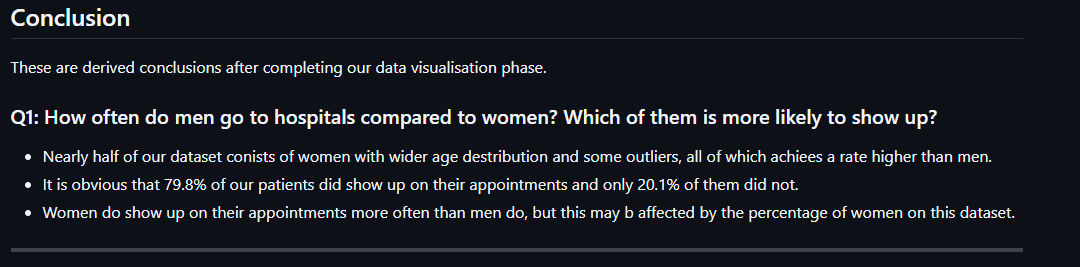 Conclusion
These are derived conclusions after completing our data visualisation phase.
Q1: How often do men go to hospitals compared to women? Which of them is more likely to show up?
• Nearly half of our dataset conists of women with wider age destribution and some outliers, all of which achiees a rate higher than men.
• It is obvious that 79.8% of our patients did show up on their appointments and only 20.1% of them did not.
• Women do show up on their appointments more often than men do, but this may b affected by the percentage of women on this dataset.